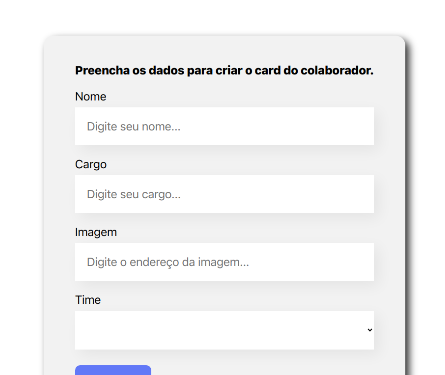 Preencha os dados para criar o card do colaborador.
Nome
Digite seu nome...
Cargo
Digite seu cargo...
Imagem
Digite o endereço da imagem...
Time